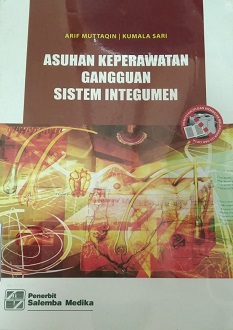 ARIF MUTTAQIN | KUMALA SARI
ASUHAN KEPERAWATAN
GANGGUAN
SISTEM INTEGUMEN
Penerbit
Salemba Medika